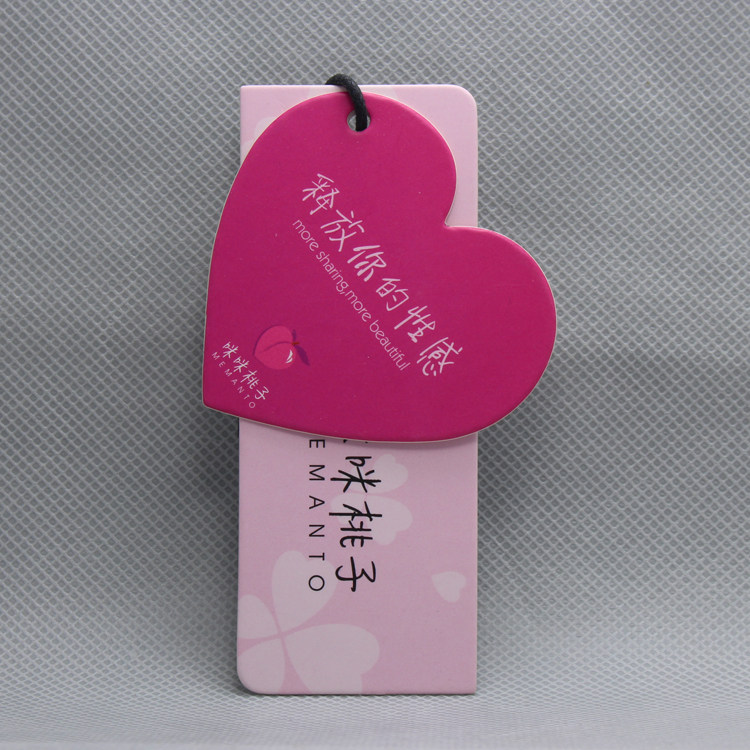 释放你的性感
more sharing,more beautiful
咪咪桃子
MEMANTO
咪桃子
EMANTO